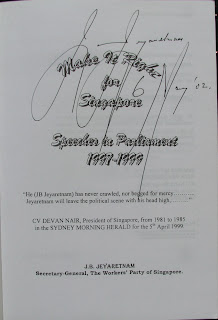 Jeyaretnam
Make It Right
for
Singapore
Speeches in Parliament
1997-1999
"He (JB Jeyaretnam) has never crawled, not begged for mercy..........
Jeyaretnam will leave the political scene with his head high.........."
CV DEVAN NAIR, President of Singapore, from 1981 to 1985
in the SYDNEY MORNING HERALD for the 5th April 1999.
J.B. JEYARETNAM
Secretary-General, The Workers' Party of Singapore.